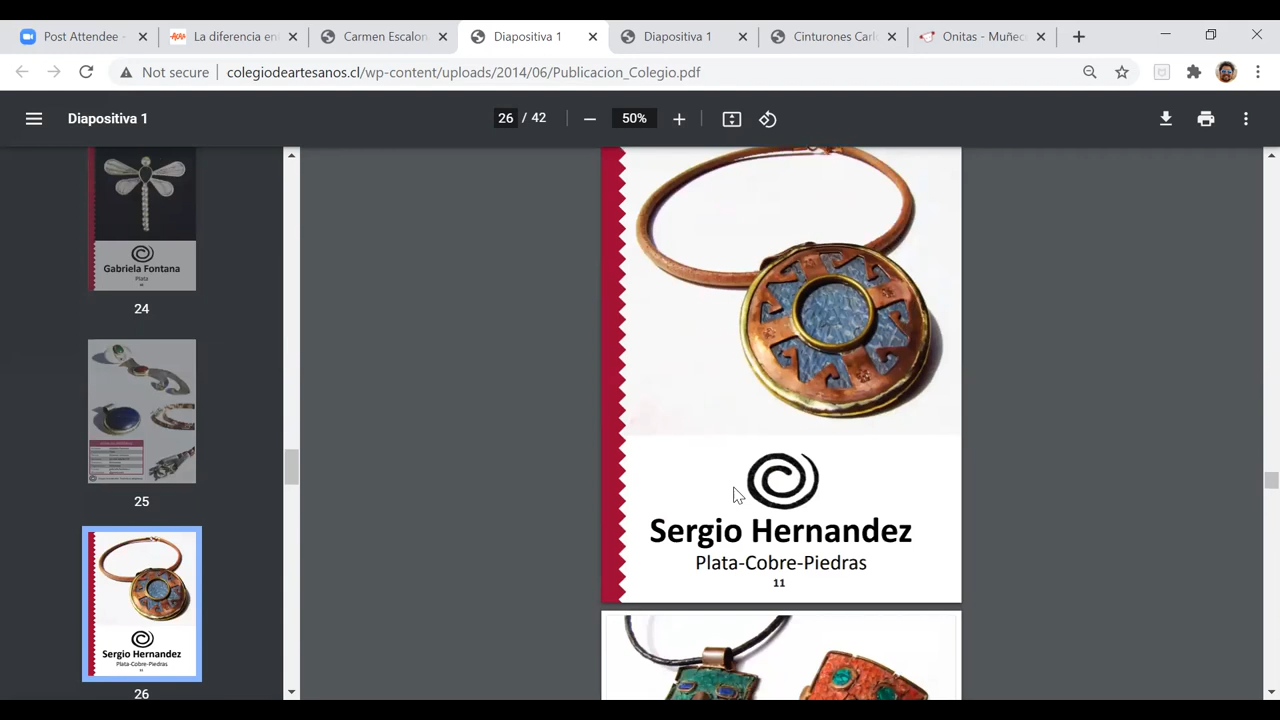 Post Attendee -
La diferencia en
Carmen Escalon
Diapositiva 1
Diapositiva 1
Cinturones Carl
Onitas - Muñec
Not secure
colegiodeartesanos.cl/wp-content/uploads/2014/06/Publicacion_Colegio.pdf
Diapositiva 1
26 / 42
50%
Gabriela Fontana
Plata
24
25
Sergio Hernandez
Plata-Cobre-Piedras
11
26
Sergio Hernandez
Plata-Cobre-Piedras
11